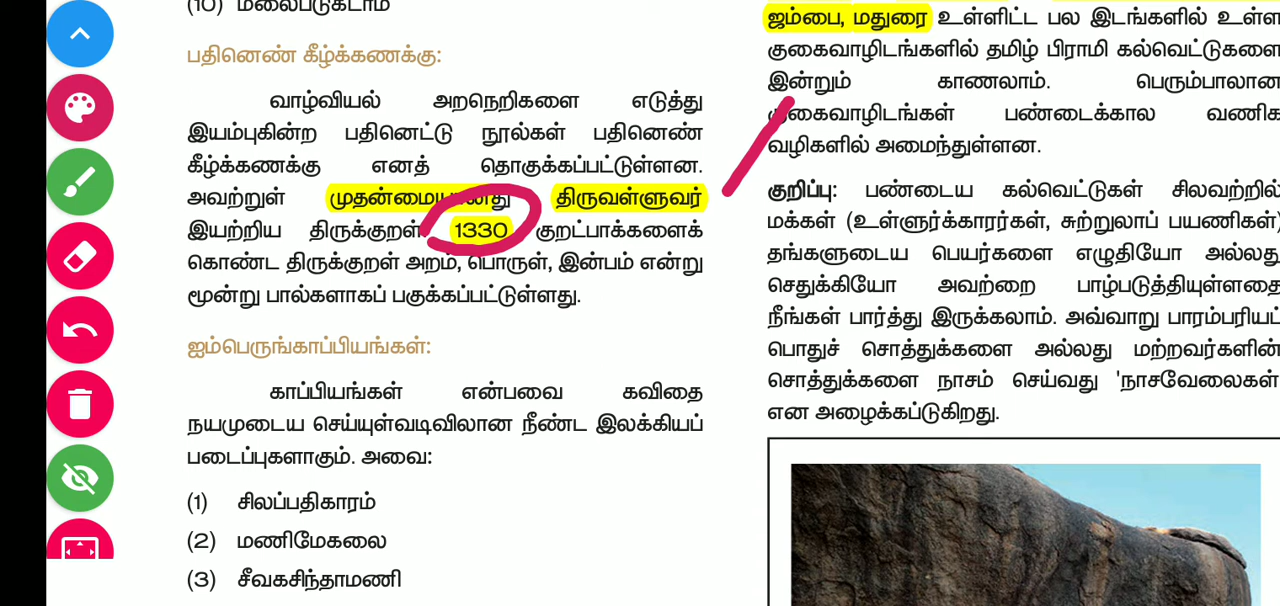 (10) மலைபடுகடாம்
பதினெண் கீழ்க்கணக்கு:
வாழ்வியல் அறநெறிகளை எடுத்து
இயம்புகின்ற பதினெட்டு நூல்கள் பதினெண்
கீழ்க்கணக்கு எனத் தொகுக்கப்பட்டுள்ளன.
அவற்றுள் முதன்மையானது திருவள்ளுவர்
இயற்றிய திருக்குறள். 1330 குறட்பாக்களைக்
கொண்ட திருக்குறள் அறம், பொருள், இன்பம் என்று
மூன்று பால்களாகப் பகுக்கப்பட்டுள்ளது.
ஐம்பெருங்காப்பியங்கள்:
காப்பியங்கள் என்பவை கவிதை
நயமுடைய செய்யுள்வடிவிலான நீண்ட இலக்கியப்
படைப்புகளாகும். அவை:
(1) சிலப்பதிகாரம்
(2) மணிமேகலை
(3) சீவகசிந்தாமணி
ஜம்பை, மதுரை உள்ளிட்ட பல இடங்களில் உள்ள
குகைவாழிடங்களில் தமிழ் பிராமி கல்வெட்டுகளை
இன்றும் காணலாம். பெரும்பாலான
குகைவாழிடங்கள் பண்டைக்கால வணிக
வழிகளில் அமைந்துள்ளன.
குறிப்பு: பண்டைய கல்வெட்டுகள் சிலவற்றில்
மக்கள் (உள்ளுர்க்காரர்கள், சுற்றுலாப் பயணிகள்)
தங்களுடைய பெயர்களை எழுதியோ அல்லது
செதுக்கியோ அவற்றை பாழ்படுத்தியுள்ளதை
நீங்கள் பார்த்து இருக்கலாம். அவ்வாறு பாரம்பரியப்
பொதுச் சொத்துக்களை அல்லது மற்றவர்களின்
சொத்துக்களை நாசம் செய்வது 'நாசவேலைகள்'
என அழைக்கப்படுகிறது.